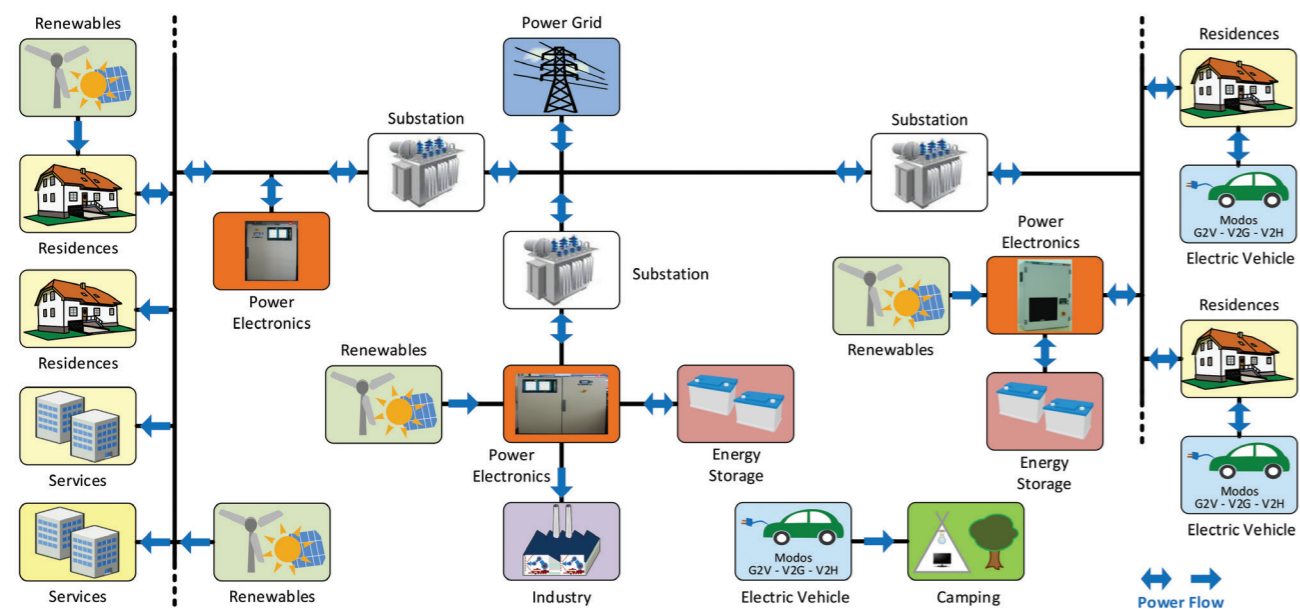 Renewables
Power Grid
Residences
Substation
Substation
Modos
G2V - V2G - V2H
Electric Vehicle
Residences
Power
Electronics
Substation
Power
Electronics
Residences
Renewables
Residences
Renewables
Modos
G2V - V2G - V2H
Electric Vehicle
Services
Power
Electronics
Energy
Storage
Energy
Storage
Modos
G2V - V2G - V2H
Services
Renewables
Industry
Electric Vehicle
Camping
Power Flow